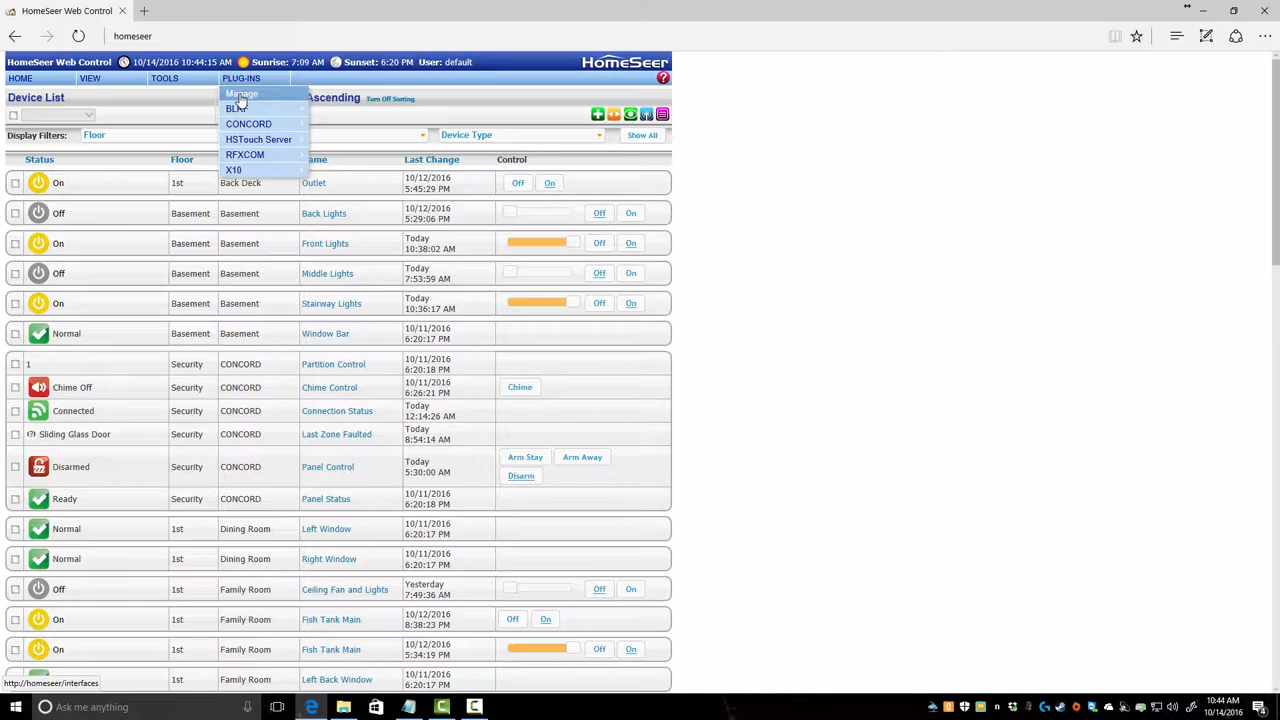 HomeSeer Web Control
homeseer
HomeSeer Web Control 10/14/2016 10:44:15 AM Sunrise: 7:09 AM Sunset: 6:20 PM User: default HomeSeer
HOME VIEW TOOLS PLUG-INS
Manage
CONCORD
HSTouch Server
RFXCOM
X10
Device List Ascending Turn Off Sorting
Display Filters: Floor Device Type Show All
Status Floor Name Last Change Control
On 1st Back Deck Outlet 10/12/2016 5:45:29 PM Off On
Off Basement Basement Back Lights 10/12/2016 5:29:06 PM Off On
On Basement Basement Front Lights Today 10:38:02 AM Off On
Off Basement Basement Middle Lights Today 7:53:59 AM Off On
On Basement Basement Stairway Lights Today 10:36:17 AM Off On
Normal Basement Basement Window Bar 10/11/2016 6:20:17 PM
1 Security CONCORD Partition Control 10/11/2016 6:20:18 PM
Chime Off Security CONCORD Chime Control 10/11/2016 6:26:21 PM Chime
Connected Security CONCORD Connection Status Today 12:14:26 AM
Sliding Glass Door Security CONCORD Last Zone Faulted Today 8:54:14 AM
Disarmed Security CONCORD Panel Control Today 5:30:00 AM Arm Stay Arm Away Disarm
Ready Security CONCORD Panel Status 10/11/2016 6:20:18 PM
Normal 1st Dining Room Left Window 10/11/2016 6:20:17 PM
Normal 1st Dining Room Right Window 10/11/2016 6:20:17 PM
Off 1st Family Room Ceiling Fan and Lights Yesterday 7:49:36 AM Off On
On 1st Family Room Fish Tank Main 10/12/2016 8:38:23 PM Off On
On 1st Family Room Fish Tank Main 10/12/2016 5:34:19 PM Off On
1st Family Room Left Back Window 10/11/2016 6:20:17 PM
http://homeseer/interfaces
Ask me anything
10:44 AM
10/14/2016